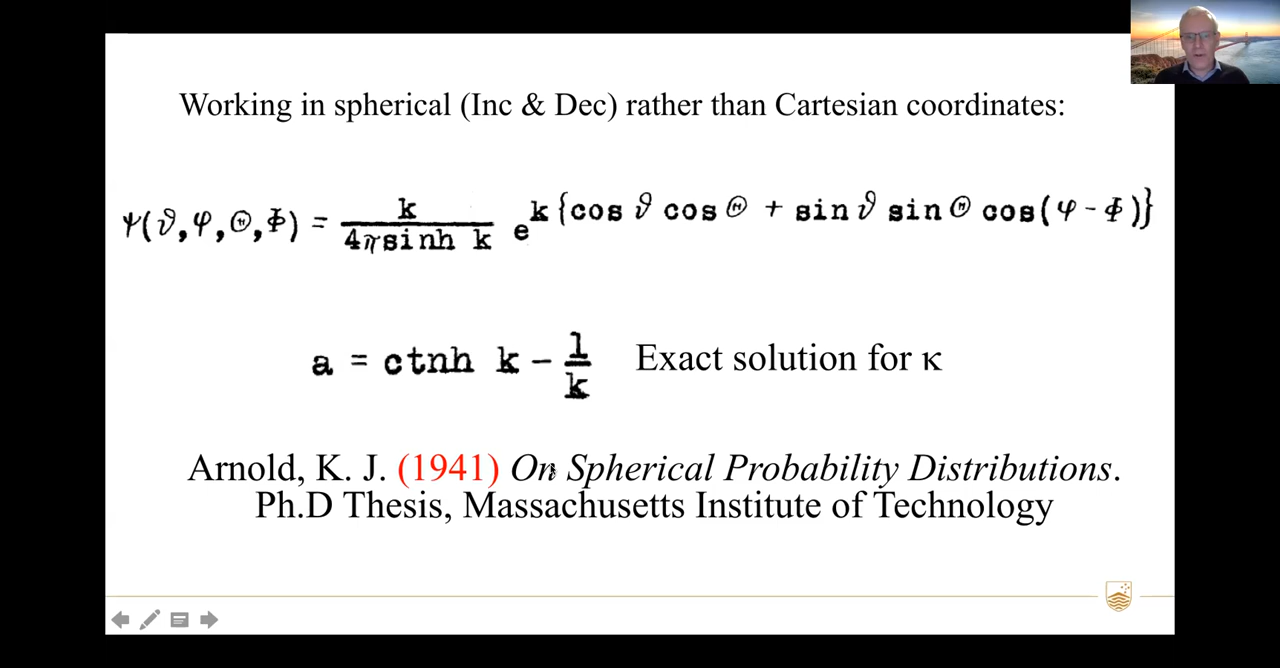 Working in spherical (Inc & Dec) rather than Cartesian coordinates:
ψ(ϑ,φ,Θ,Φ) = k / 4π sinh k e^k{cos ϑ cos Θ + sin ϑ sin Θ cos(φ - Φ)}
a = ctnh k - 1/k Exact solution for κ
Arnold, K. J. (1941) On Spherical Probability Distributions.
Ph.D Thesis, Massachusetts Institute of Technology